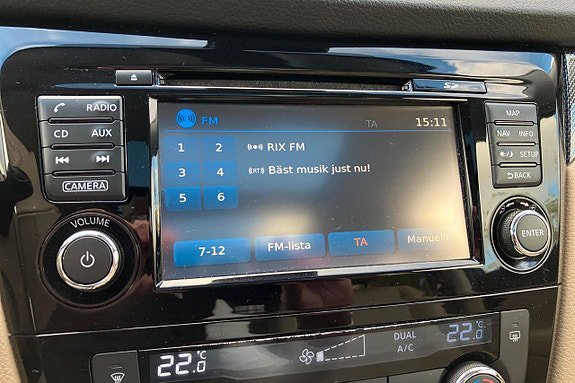 RADIO
CD AUX
CAMERA
VOLUME
SD
FM TA 15:11
1 2 RIX FM
3 4 RT Bäst musik just nu!
5 6
7-12 FM-lista TA Manuell
MAP
NAV INFO
SETUP
BACK
ENTER
22.0°C
DUAL
A/C
22.0°C